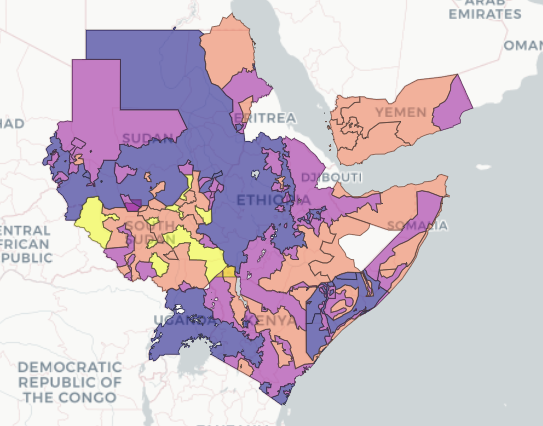 ARAB
EMIRATES
OMAN
YEMEN
HAD
ERITREA
SUDAN
DJIBOUTI
ETHIOPIA
SOMALIA
SOUTH
SUDAN
ENTRAL
FRICAN
PUBLIC
UGANDA
KENYA
DEMOCRATIC
REPUBLIC OF
THE CONGO